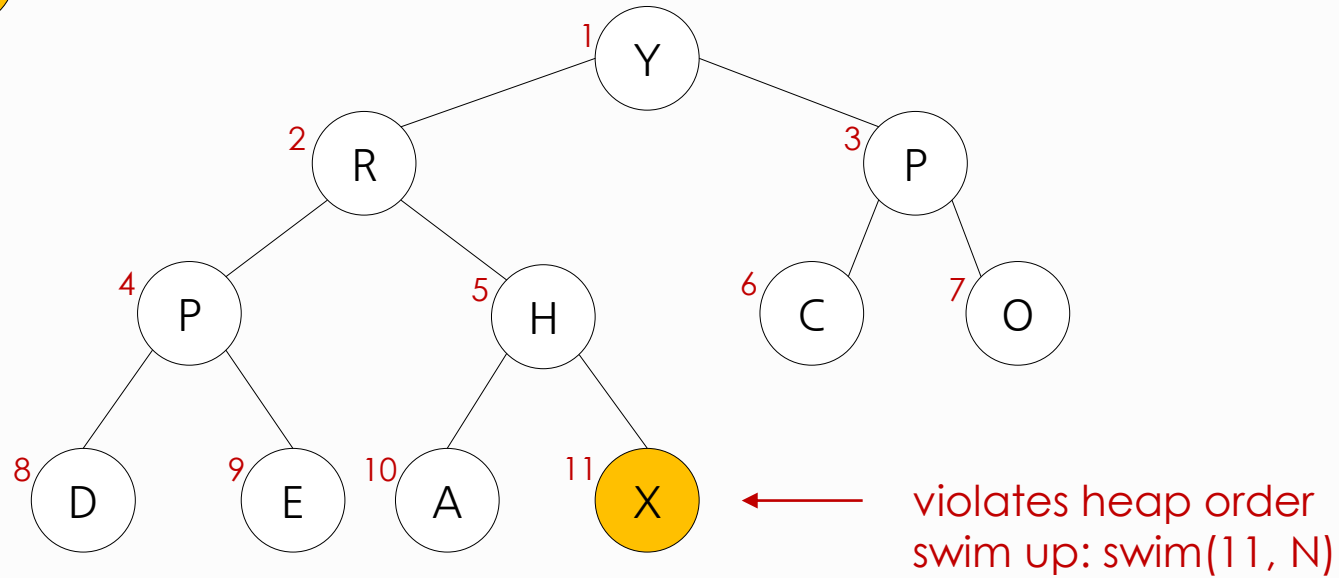 1 Y
2 R 3 P
4 P 5 H 6 C 7 O
8 D 9 E 10 A 11 X
violates heap order
swim up: swim(11, N)